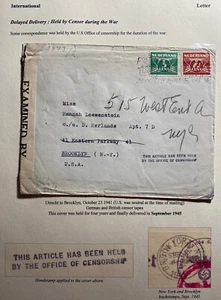 International
Letter
Delayed Delivery : Held by Censor during the War
Some correspondence was held by the U.S Office of censorship for the duration of the war.
NEDERLAND
NEDERLAND
EXAMINED BY
Miss
Hannah Loewenstein
c/o. D. Herlands Apt. 7 D
41 Eastern Parkway 41
BROOKLYN (N.-Y.)
U.S.A.
515 West End A
nyc
THIS ARTICLE HAS BEEN HELD
BY THE OFFICE OF CENSORSHIP
Utrecht to Brooklyn, October 23 1941 (U.S. was neutral at the time of mailing)
German and British censor tapes
This cover was held for four years and finally delivered in September 1945
THIS ARTICLE HAS BEEN HELD
BY THE OFFICE OF CENSORSHIP
Handstamp applied to the cover above.
New York and Brooklyn
backstamps, Sept. 1945